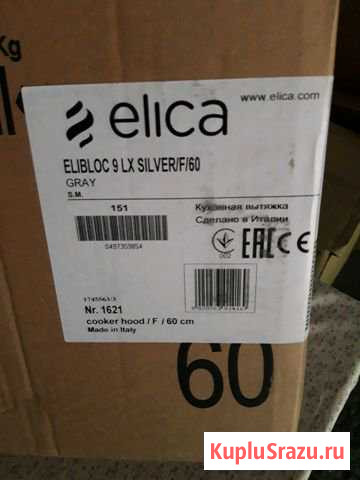 Kg
elica
www.elica.com
ELIBLOC 9 LX SILVER/F/60
GRAY
S.M.
151
Кухонная вытяжка
Сделано в Италии
002
EAC CE
Nr. 1621
cooker hood / F / 60 cm
Made in Italy
60
KupluSrazu.ru